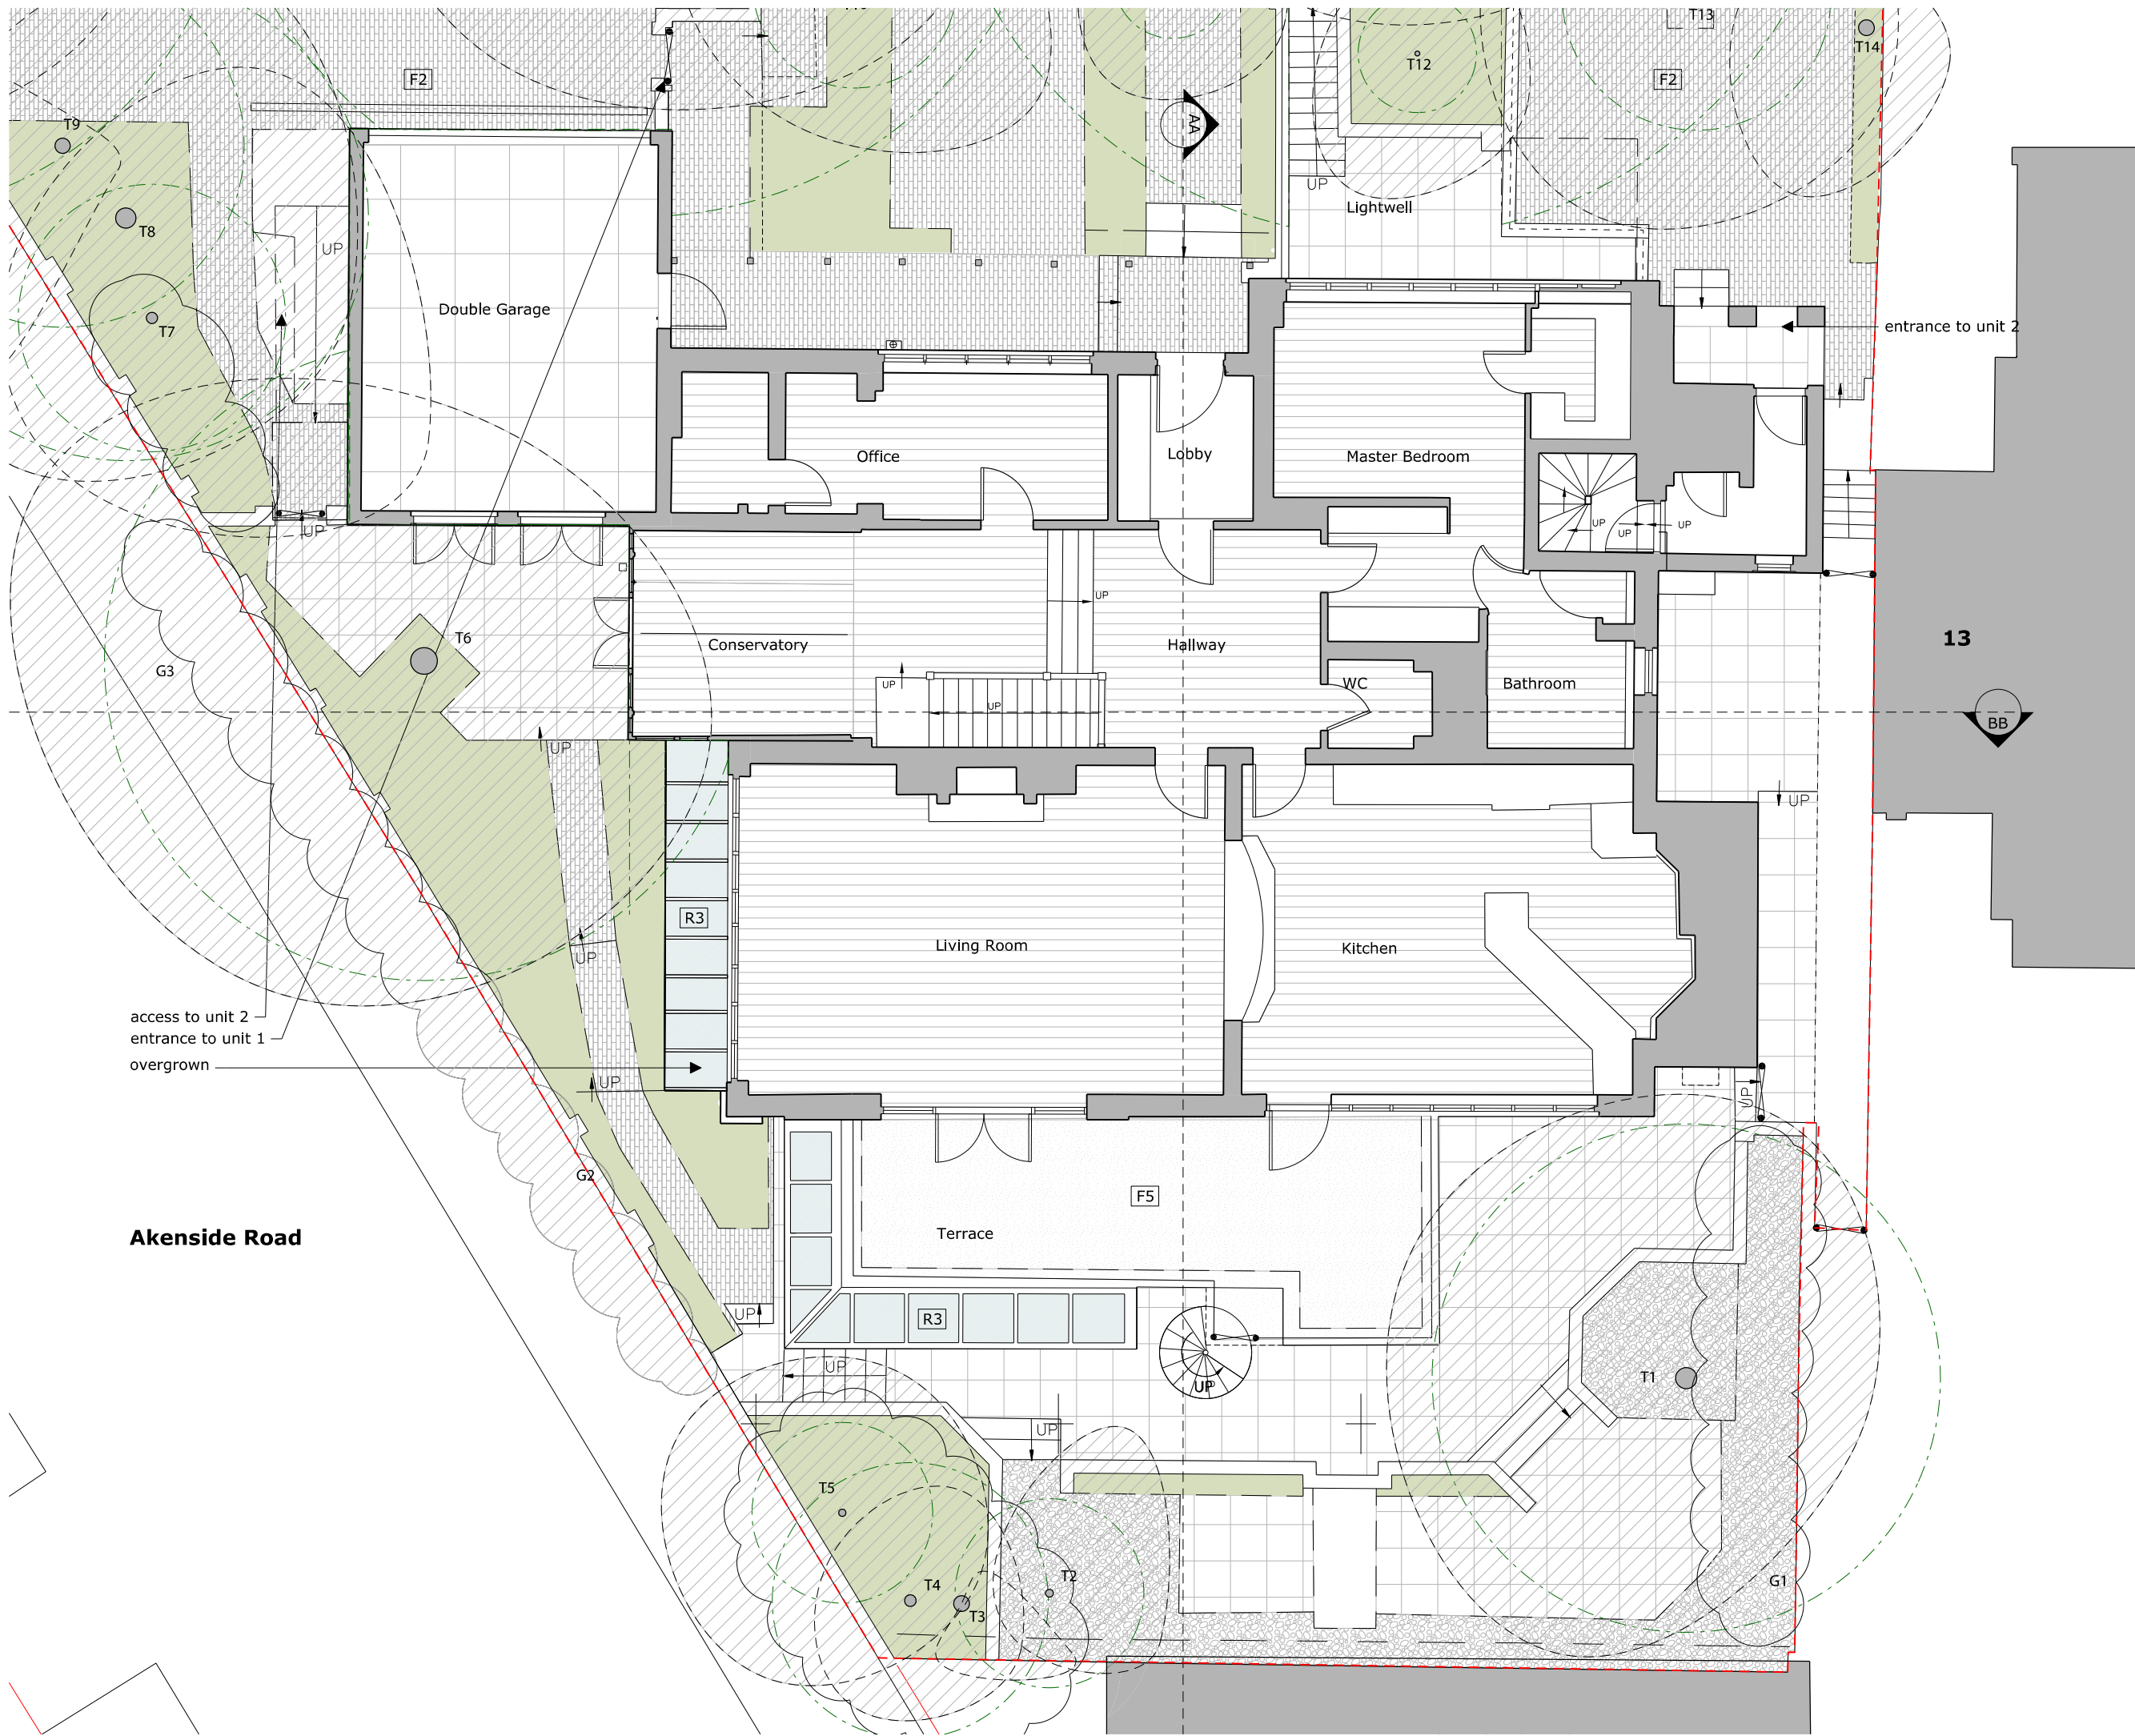 T13
T14
F2
T12
F2
T9
AA
UP
Lightwell
T8
UP
Double Garage
T7
entrance to unit 2
Office
Lobby
Master Bedroom
UP
UP
UP
UP
T6
Conservatory
UP
Hallway
13
G3
UP
WC
Bathroom
UP
BB
UP
UP
R3
Living Room
Kitchen
UP
access to unit 2
entrance to unit 1
overgrown
UP
UP
G2
F5
Akenside Road
Terrace
UP
R3
UP
UP
T1
UP
T5
T4
T2
T3
G1